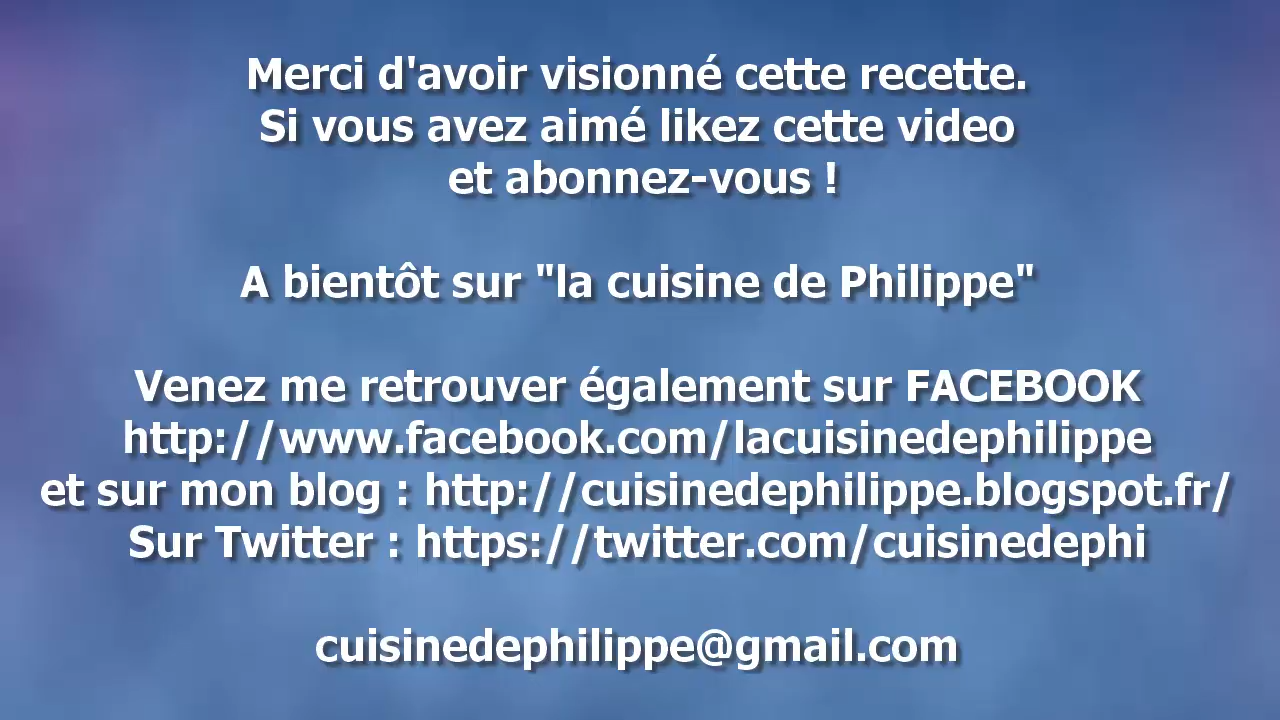 Merci d'avoir visionné cette recette.
Si vous avez aimé likez cette video
et abonnez-vous !
A bientôt sur "la cuisine de Philippe"
Venez me retrouver également sur FACEBOOK
http://www.facebook.com/lacuisinedephilippe
et sur mon blog : http://cuisinedephilippe.blogspot.fr/
Sur Twitter : https://twitter.com/cuisinedephi
cuisinedephilippe@gmail.com